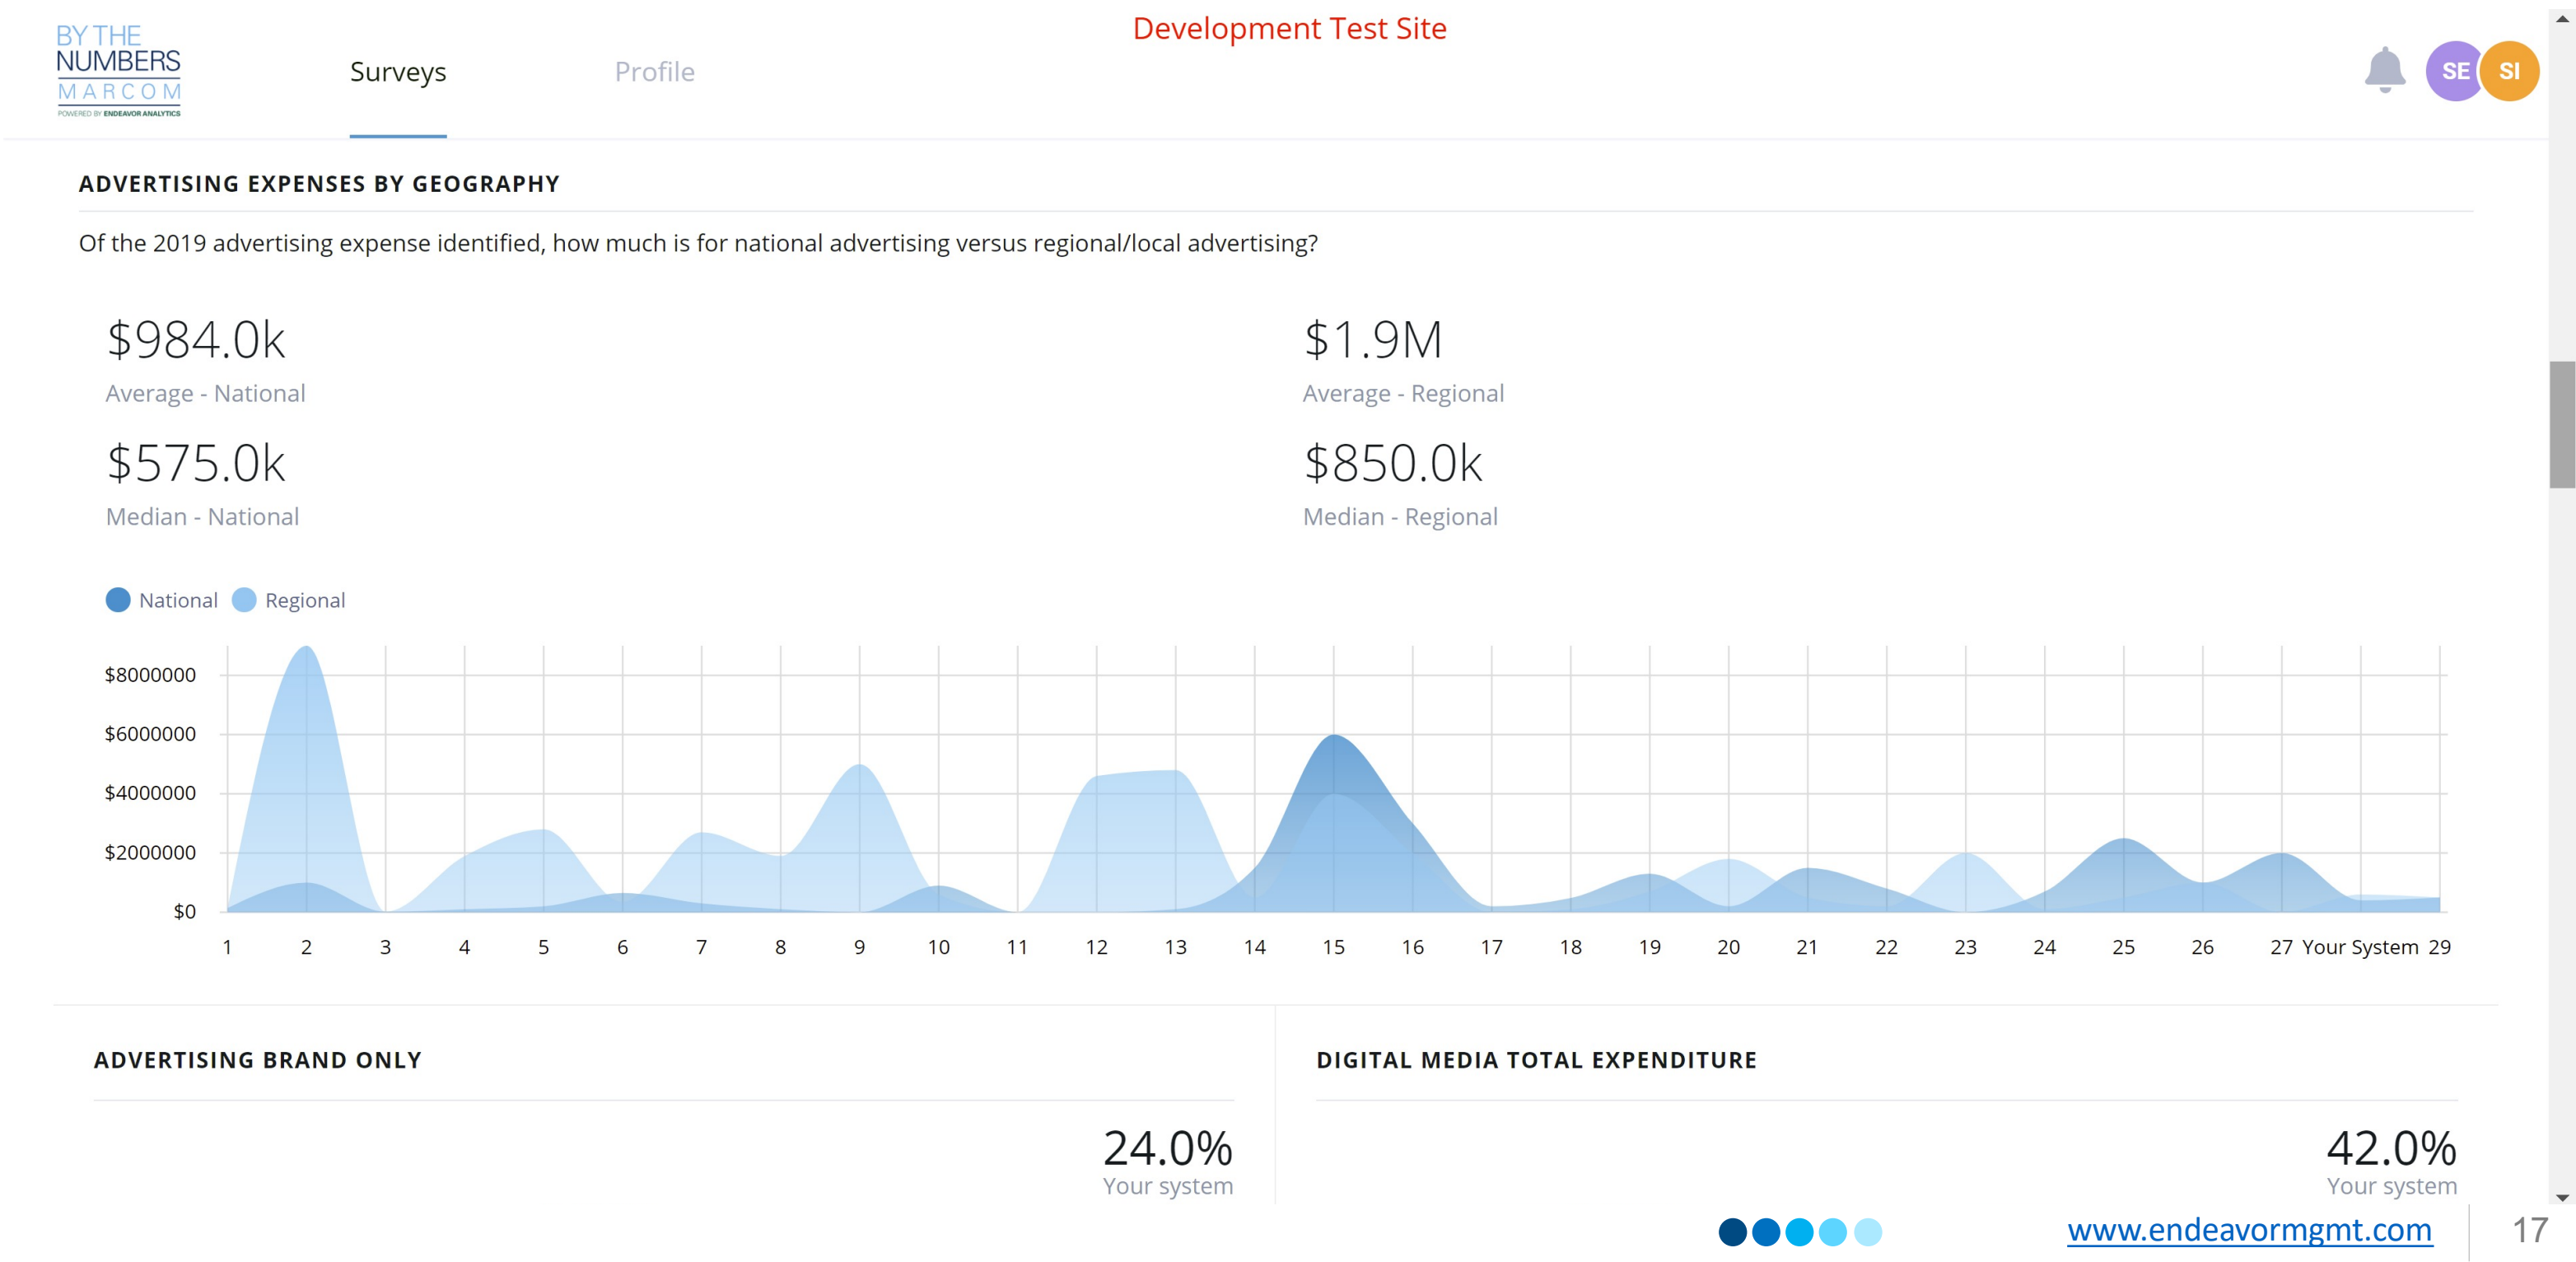 Development Test Site
BY THE
NUMBERS
MARCOM
POWERED BY ENDEAVOR ANALYTICS
Surveys
Profile
SE
SI
ADVERTISING EXPENSES BY GEOGRAPHY
Of the 2019 advertising expense identified, how much is for national advertising versus regional/local advertising?
$984.0k
Average - National
$575.0k
Median - National
$1.9M
Average - Regional
$850.0k
Median - Regional
National
Regional
$8000000
$6000000
$4000000
$2000000
$0
1 2 3 4 5 6 7 8 9 10 11 12 13 14 15 16 17 18 19 20 21 22 23 24 25 26 27 Your System 29
ADVERTISING BRAND ONLY
24.0%
Your system
DIGITAL MEDIA TOTAL EXPENDITURE
42.0%
Your system
www.endeavormgmt.com
17